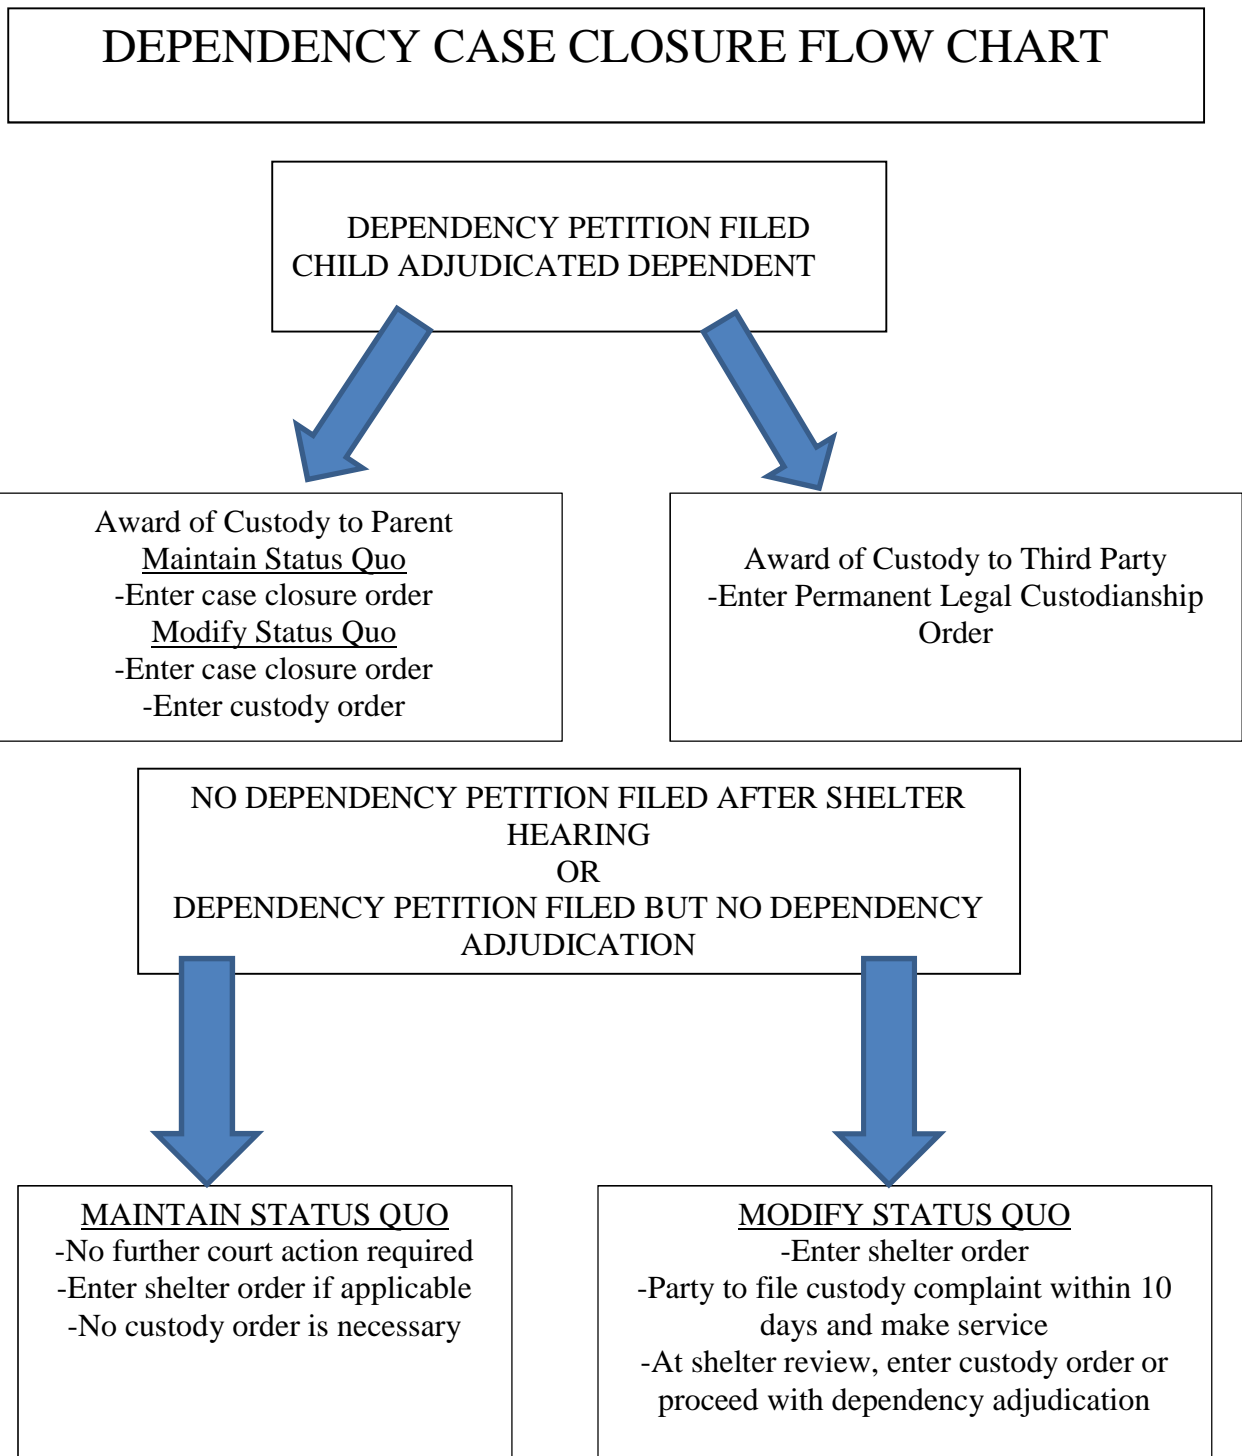 DEPENDENCY CASE CLOSURE FLOW CHART
DEPENDENCY PETITION FILED
CHILD ADJUDICATED DEPENDENT
Award of Custody to Parent
Maintain Status Quo
-Enter case closure order
Modify Status Quo
-Enter case closure order
-Enter custody order
Award of Custody to Third Party
-Enter Permanent Legal Custodianship
Order
NO DEPENDENCY PETITION FILED AFTER SHELTER
HEARING
OR
DEPENDENCY PETITION FILED BUT NO DEPENDENCY
ADJUDICATION
MAINTAIN STATUS QUO
-No further court action required
-Enter shelter order if applicable
-No custody order is necessary
MODIFY STATUS QUO
-Enter shelter order
-Party to file custody complaint within 10
days and make service
-At shelter review, enter custody order or
proceed with dependency adjudication